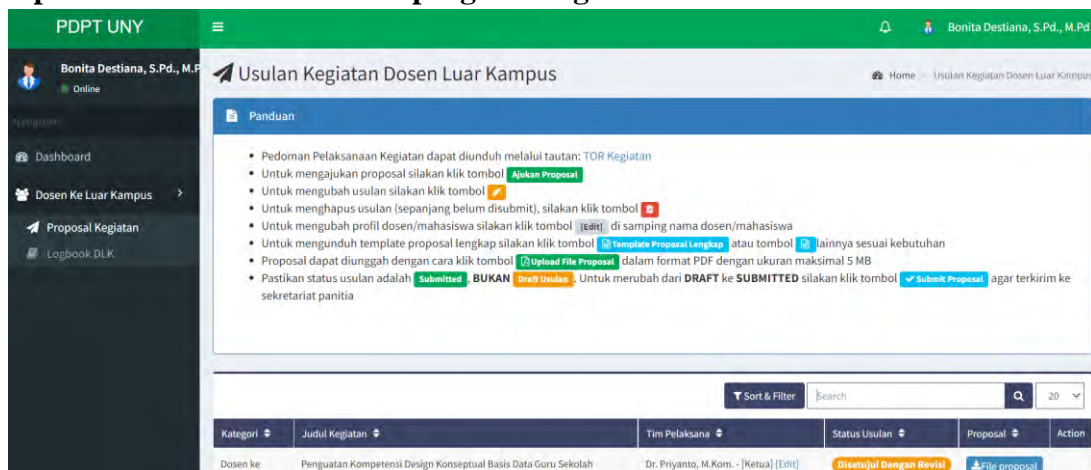 PDPT UNY
Bonita Destiana, S.Pd., M.Pd
Bonita Destiana, S.Pd., M.P
Online
Dashboard
Dosen Ke Luar Kampus
Proposal Kegiatan
Logbook DLK
Usulan Kegiatan Dosen Luar Kampus
Home
Usulan Kegiatan Dosen Luar Kampus
Panduan
Pedoman Pelaksanaan Kegiatan dapat diunduh melalui tautan: TOR Kegiatan
Untuk mengajukan proposal silakan klik tombol Ajukan Proposal
Untuk mengubah usulan silakan klik tombol
Untuk menghapus usulan (sepanjang belum disubmit), silakan klik tombol
Untuk mengubah profil dosen/mahasiswa silakan klik tombol [Edit] di samping nama dosen/mahasiswa
Untuk mengunduh template proposal lengkap silakan klik tombol Template Proposal Lengkap atau tombol lainnya sesuai kebutuhan
Proposal dapat diunggah dengan cara klik tombol Upload File Proposal dalam format PDF dengan ukuran maksimal 5 MB
Pastikan status usulan adalah Submitted, BUKAN Draft Usulan. Untuk merubah dari DRAFT ke SUBMITTED silakan klik tombol Submit Proposal agar terkirim ke
sekretariat panitia
Sort & Filter Search 20
Kategori Judul Kegiatan Tim Pelaksana Status Usulan Proposal Action
Dosen ke Penguatan Kompetensi Design Konseptual Basis Data Guru Sekolah Dr. Priyanto, M.Kom. - [Ketua] [Edit] Disetujui Dengan Revisi File proposal